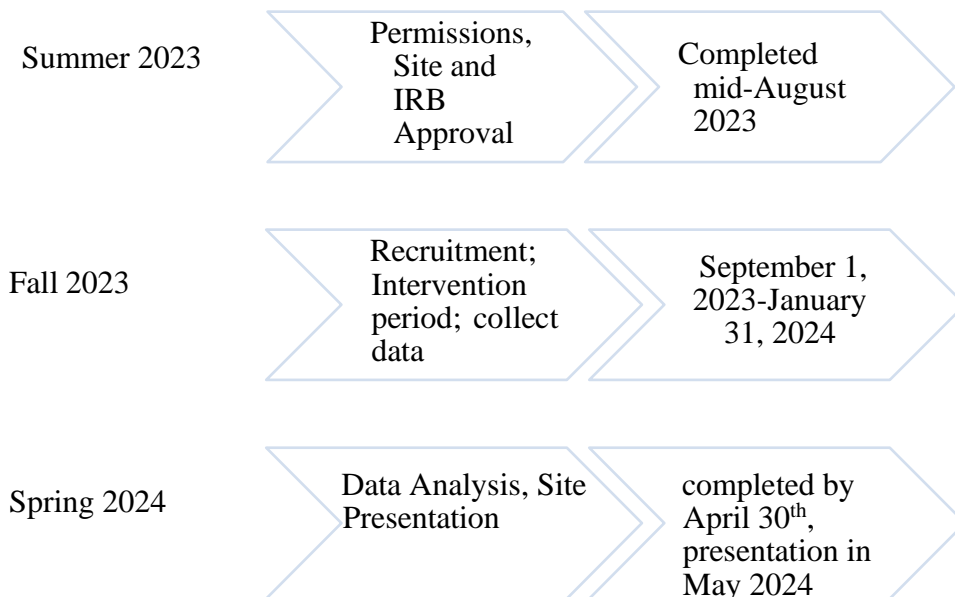 Summer 2023
Permissions,
Site and
IRB
Approval
Completed
mid-August
2023
Fall 2023
Recruitment;
Intervention
period; collect
data
September 1,
2023-January
31, 2024
Spring 2024
Data Analysis, Site
Presentation
completed by
April 30th,
presentation in
May 2024